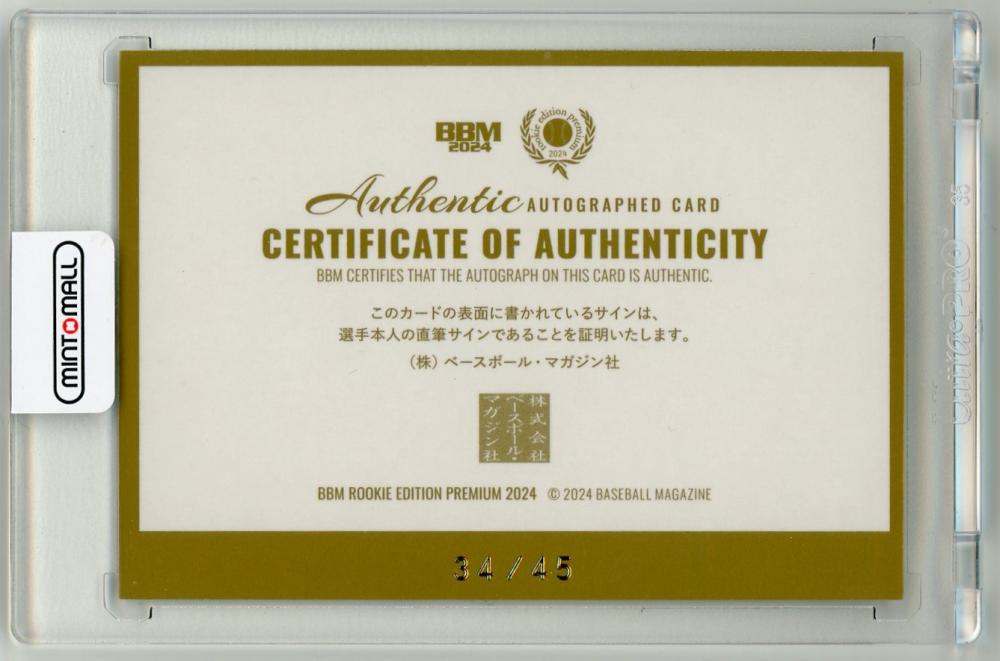 BBM
2024
rookie edition premium
2024
Authentic AUTOGRAPHED CARD
CERTIFICATE OF AUTHENTICITY
BBM CERTIFIES THAT THE AUTOGRAPH ON THIS CARD IS AUTHENTIC.
このカードの表面に書かれているサインは、
選手本人の直筆サインであることを証明いたします。
(株) ベースボール・マガジン社
株式会社
ベースボール・
マガジン社
BBM ROOKIE EDITION PREMIUM 2024 © 2024 BASEBALL MAGAZINE
34/45
MINT MALL
35